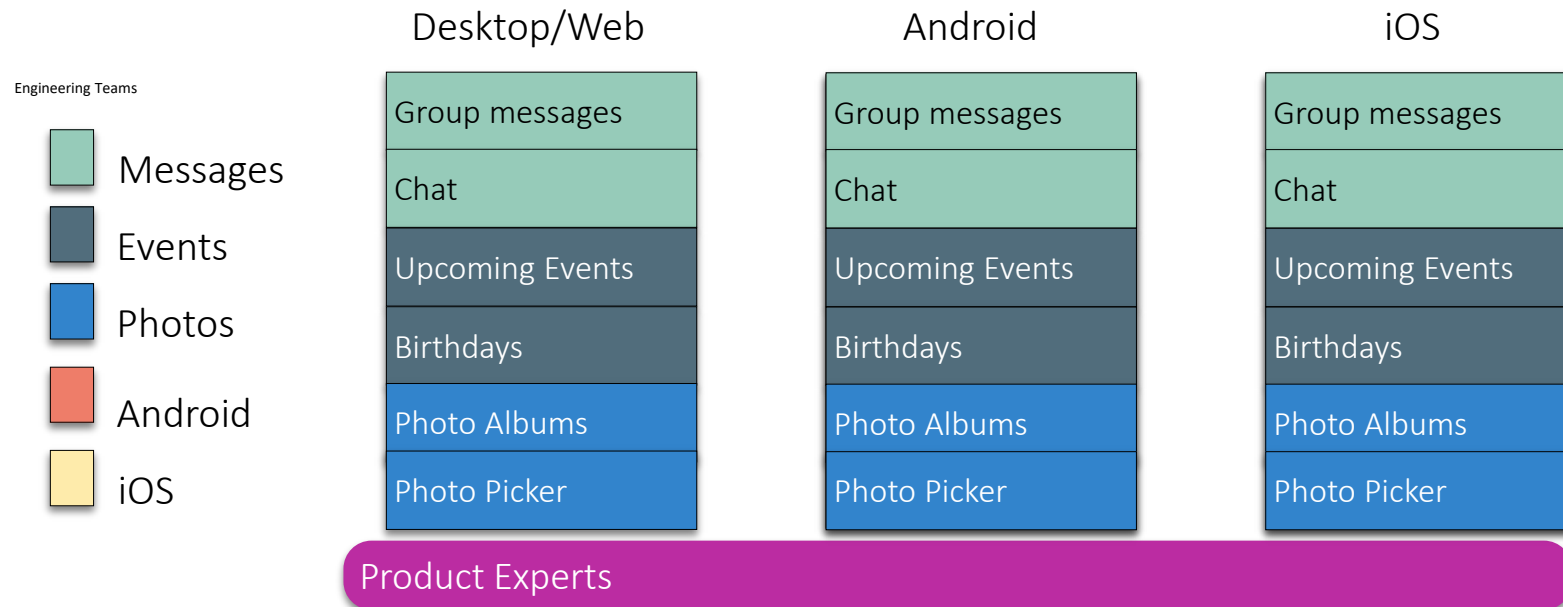 Desktop/Web
Android
iOS
Engineering Teams
Messages
Events
Photos
Android
iOS
Group messages
Chat
Upcoming Events
Birthdays
Photo Albums
Photo Picker
Group messages
Chat
Upcoming Events
Birthdays
Photo Albums
Photo Picker
Group messages
Chat
Upcoming Events
Birthdays
Photo Albums
Photo Picker
Product Experts